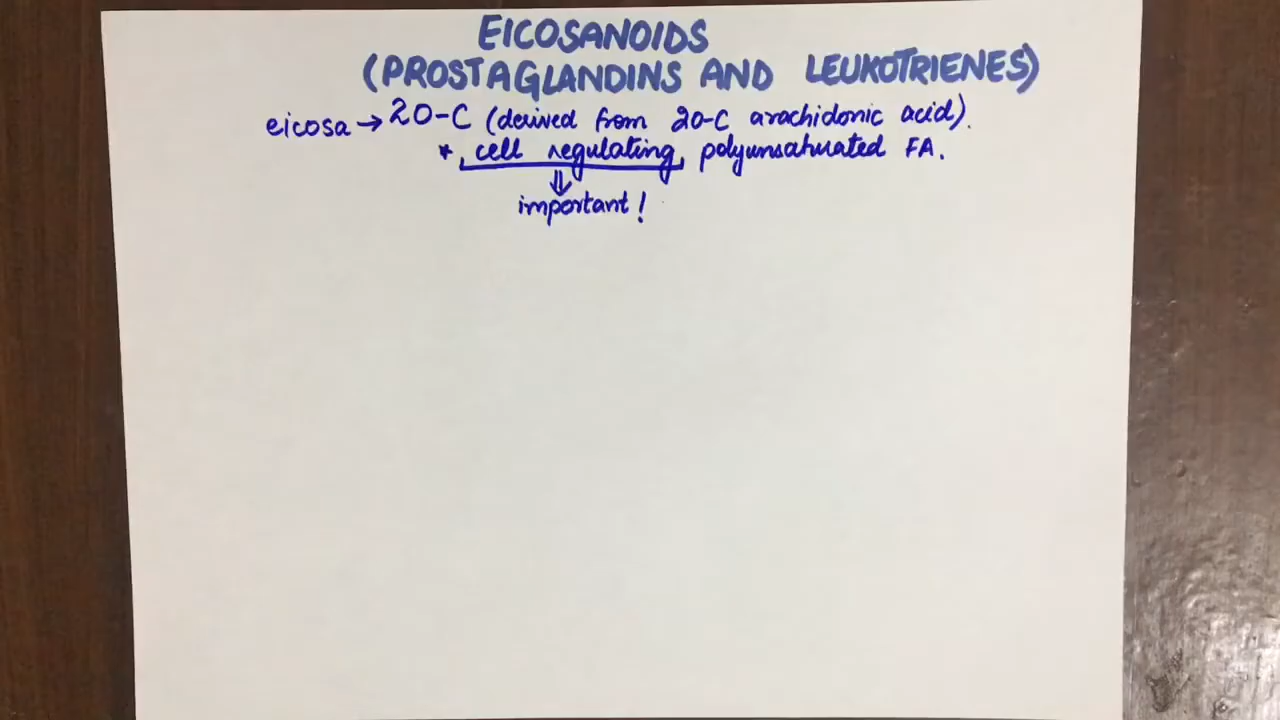 EICOSANOIDS
(PROSTAGLANDINS AND LEUKOTRIENES)
eicosa → 20-C (derived from 20-C arachidonic acid).
* cell regulating, polyunsaturated FA.
⇓
important!